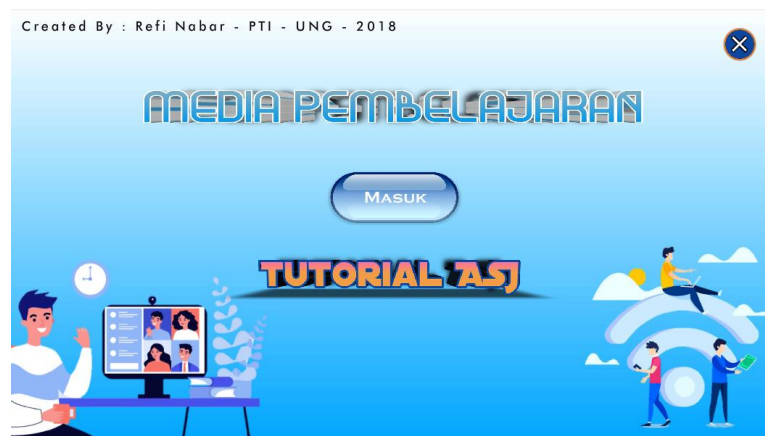 Created By : Refi Nabar - PTI - UNG - 2018
MEDIA PEMBELAJARAN
MASUK
TUTORIAL ASJ